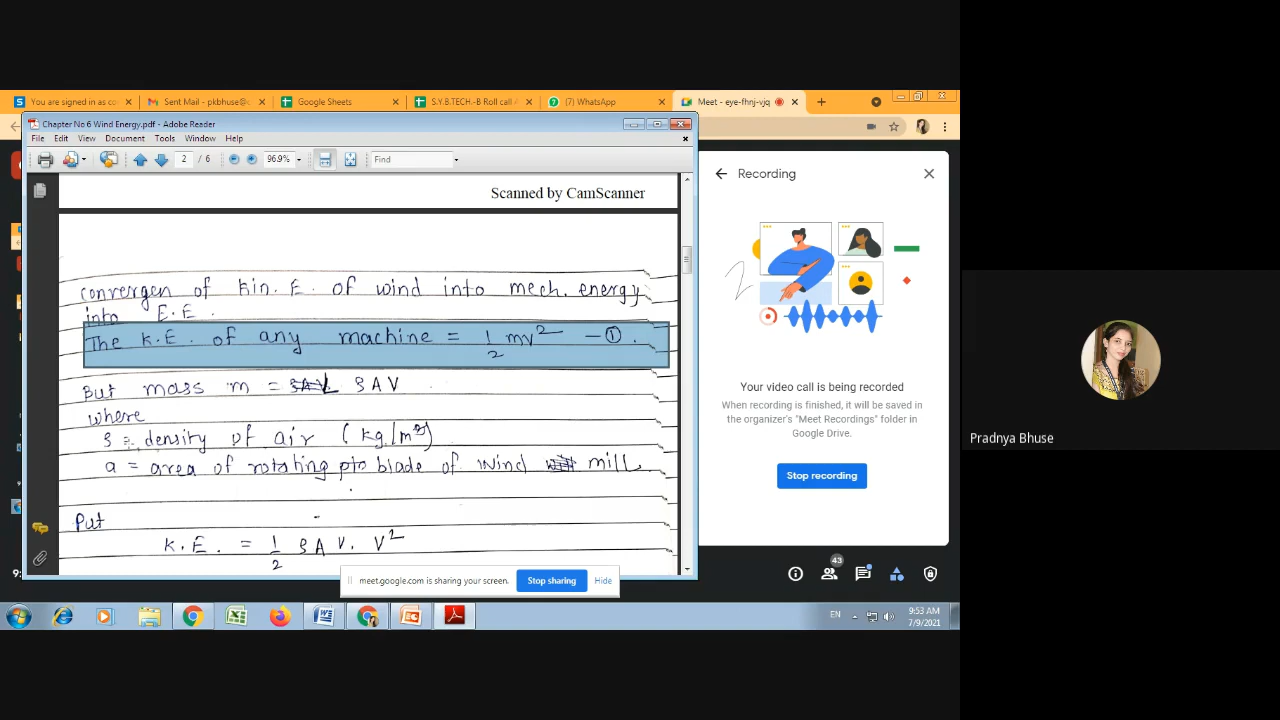 You are signed in as co
Sent Mail - pkbhuse@c
Google Sheets
S.Y.B.TECH.-B Roll call
(7) WhatsApp
Meet - eye-fhnj-vjq
Chapter No 6 Wind Energy.pdf - Adobe Reader
File Edit View Document Tools Window Help
2 / 6 96.9% Find
Scanned by CamScanner
convergen of kin. E. of wind into mech. energy
into E.E.
The K.E. of any machine = 1/2 mv² - ①.
But mass m = ρ A V
where
ρ = density of air (kg/m³)
a = area of rotating blade of wind mill
Put
K.E. = 1/2 ρ A V. V²
Recording
Your video call is being recorded
When recording is finished, it will be saved in
the organizer's "Meet Recordings" folder in
Google Drive.
Stop recording
43
meet.google.com is sharing your screen. Stop sharing Hide
EN
9:53 AM
7/9/2021
Pradnya Bhuse